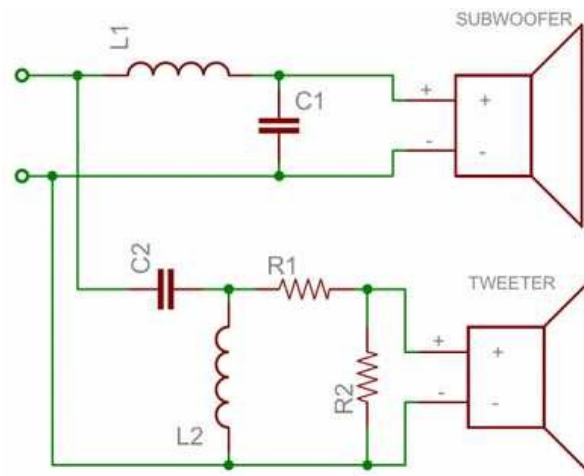 SUBWOOFER
L1
C1
+
+
-
-
C2
R1
TWEETER
+
+
R2
-
-
L2